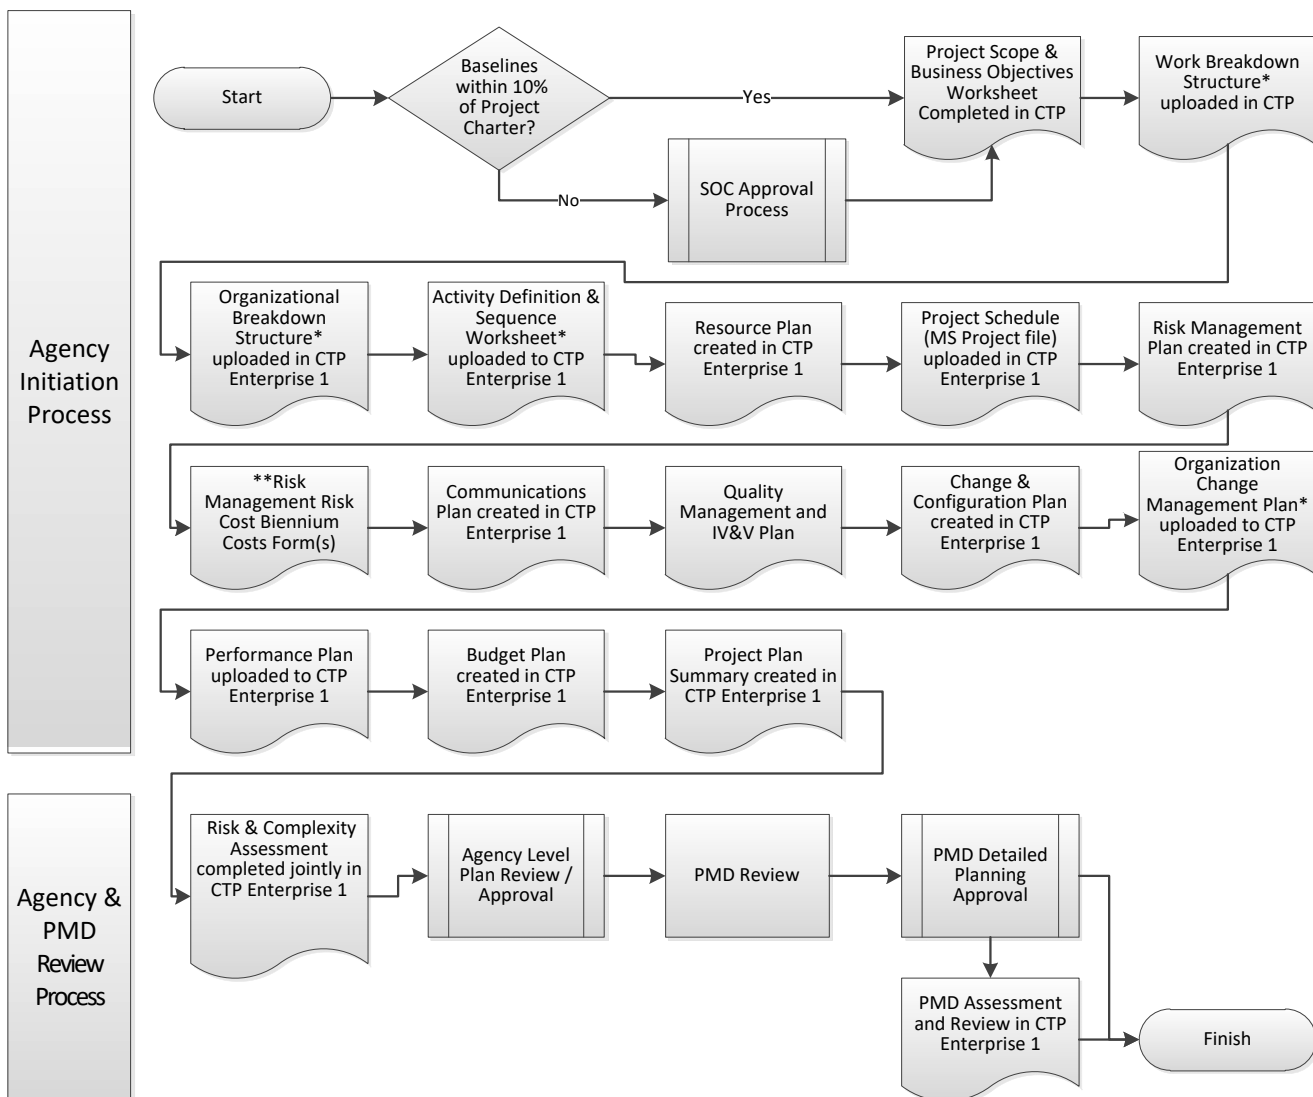 Start
Baselines
within 10%
of Project
Charter?
Yes
No
SOC Approval
Process
Project Scope &
Business Objectives
Worksheet
Completed in CTP
Work Breakdown
Structure*
uploaded in CTP
Agency
Initiation
Process
Organizational
Breakdown
Structure*
uploaded in CTP
Enterprise 1
Activity Definition &
Sequence
Worksheet*
uploaded to CTP
Enterprise 1
Resource Plan
created in CTP
Enterprise 1
Project Schedule
(MS Project file)
uploaded in CTP
Enterprise 1
Risk Management
Plan created in CTP
Enterprise 1
**Risk
Management Risk
Cost Biennium
Costs Form(s)
Communications
Plan created in CTP
Enterprise 1
Quality
Management and
IV&V Plan
Change &
Configuration Plan
created in CTP
Enterprise 1
Organization
Change
Management Plan*
uploaded to CTP
Enterprise 1
Performance Plan
uploaded to CTP
Enterprise 1
Budget Plan
created in CTP
Enterprise 1
Project Plan
Summary created in
CTP Enterprise 1
Agency &
PMD
Review
Process
Risk & Complexity
Assessment
completed jointly in
CTP Enterprise 1
Agency Level
Plan Review /
Approval
PMD Review
PMD Detailed
Planning
Approval
PMD Assessment
and Review in CTP
Enterprise 1
Finish